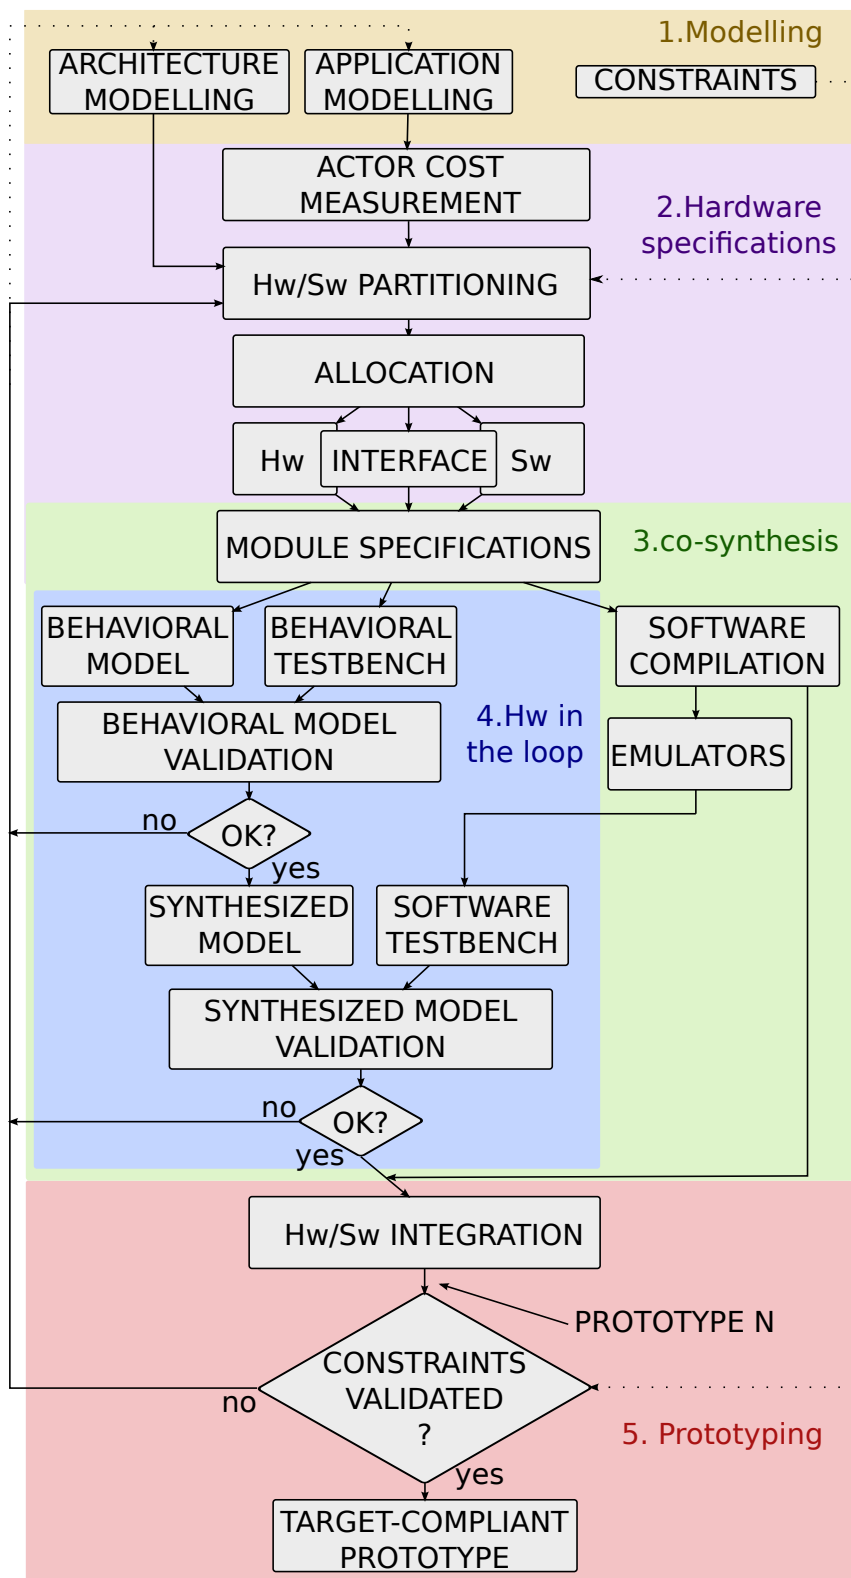 1.Modelling
ARCHITECTURE
MODELLING
APPLICATION
MODELLING
CONSTRAINTS
ACTOR COST
MEASUREMENT
2.Hardware
specifications
Hw/Sw PARTITIONING
ALLOCATION
Hw
INTERFACE
Sw
MODULE SPECIFICATIONS
3.co-synthesis
BEHAVIORAL
MODEL
BEHAVIORAL
TESTBENCH
SOFTWARE
COMPILATION
BEHAVIORAL MODEL
VALIDATION
4.Hw in
the loop
EMULATORS
no
OK?
yes
SYNTHESIZED
MODEL
SOFTWARE
TESTBENCH
SYNTHESIZED MODEL
VALIDATION
no
OK?
yes
Hw/Sw INTEGRATION
PROTOTYPE N
CONSTRAINTS
VALIDATED
?
no
5. Prototyping
yes
TARGET-COMPLIANT
PROTOTYPE